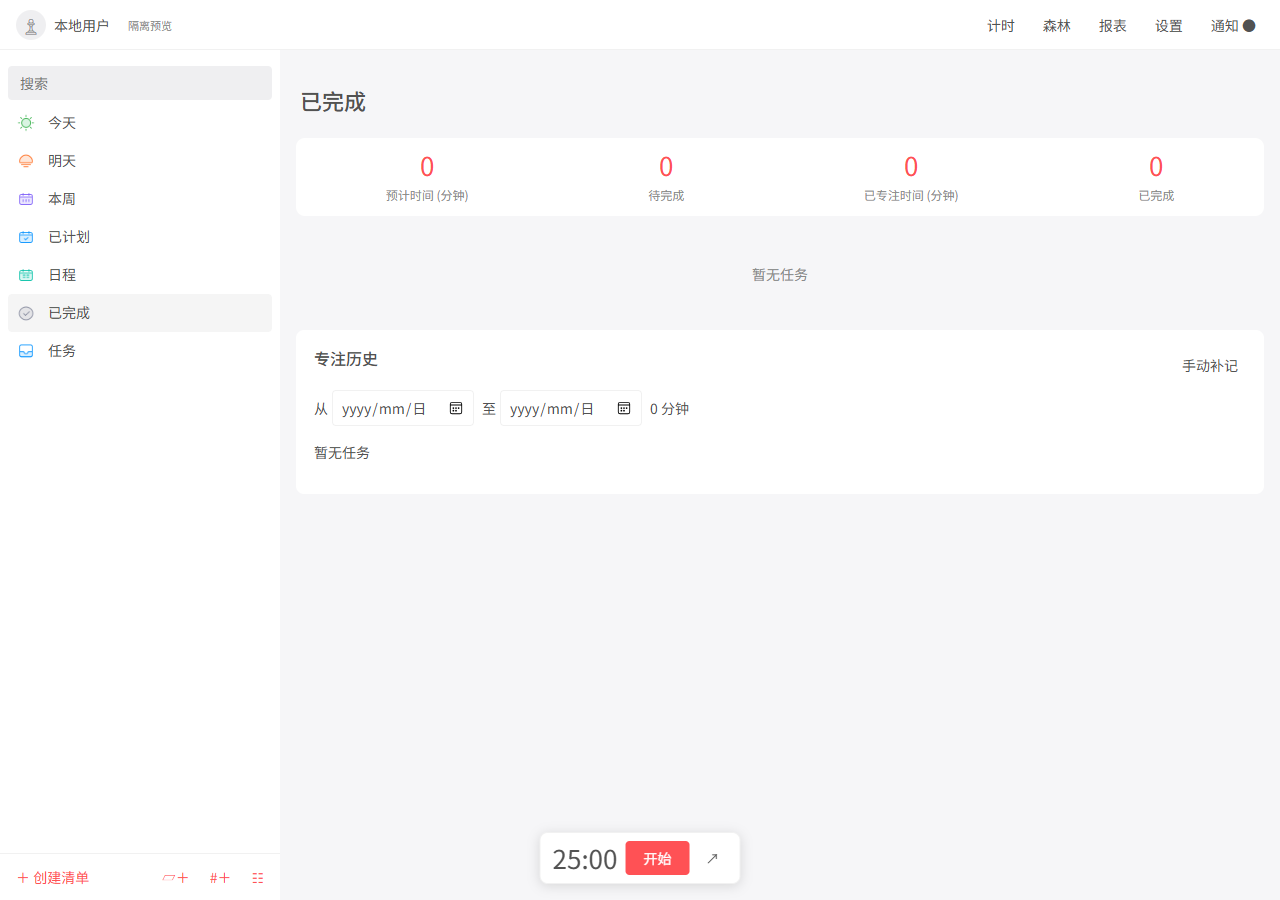 本地用户 隔离预览 计时 森林 报表 设置 通知
搜索
今天
明天
本周
已计划
日程
已完成
任务
+ 创建清单 #+
已完成
0 0 0 0
预计时间 (分钟) 待完成 已专注时间 (分钟) 已完成
暂无任务
专注历史 手动补记
从 yyyy/mm/日 至 yyyy/mm/日 0 分钟
暂无任务
25:00 开始 ↗